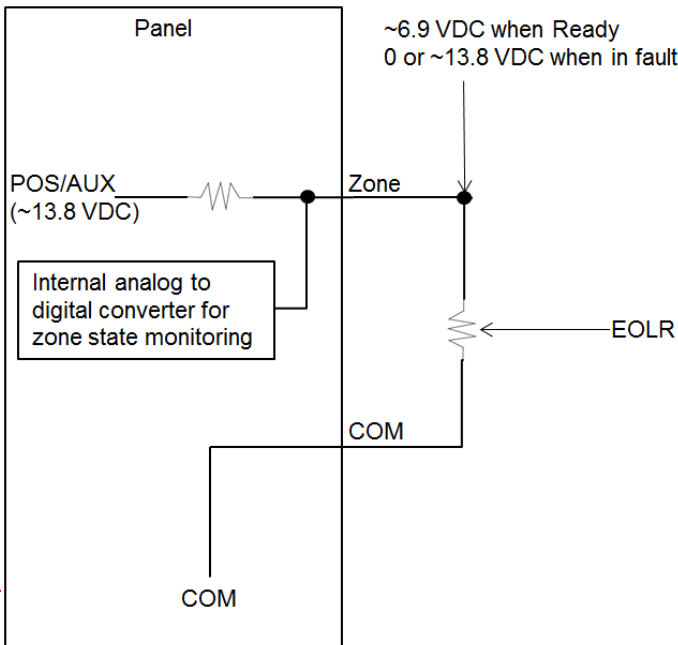 Panel
~6.9 VDC when Ready
0 or ~13.8 VDC when in fault
POS/AUX
(~13.8 VDC)
Zone
Internal analog to
digital converter for
zone state monitoring
EOLR
COM
COM